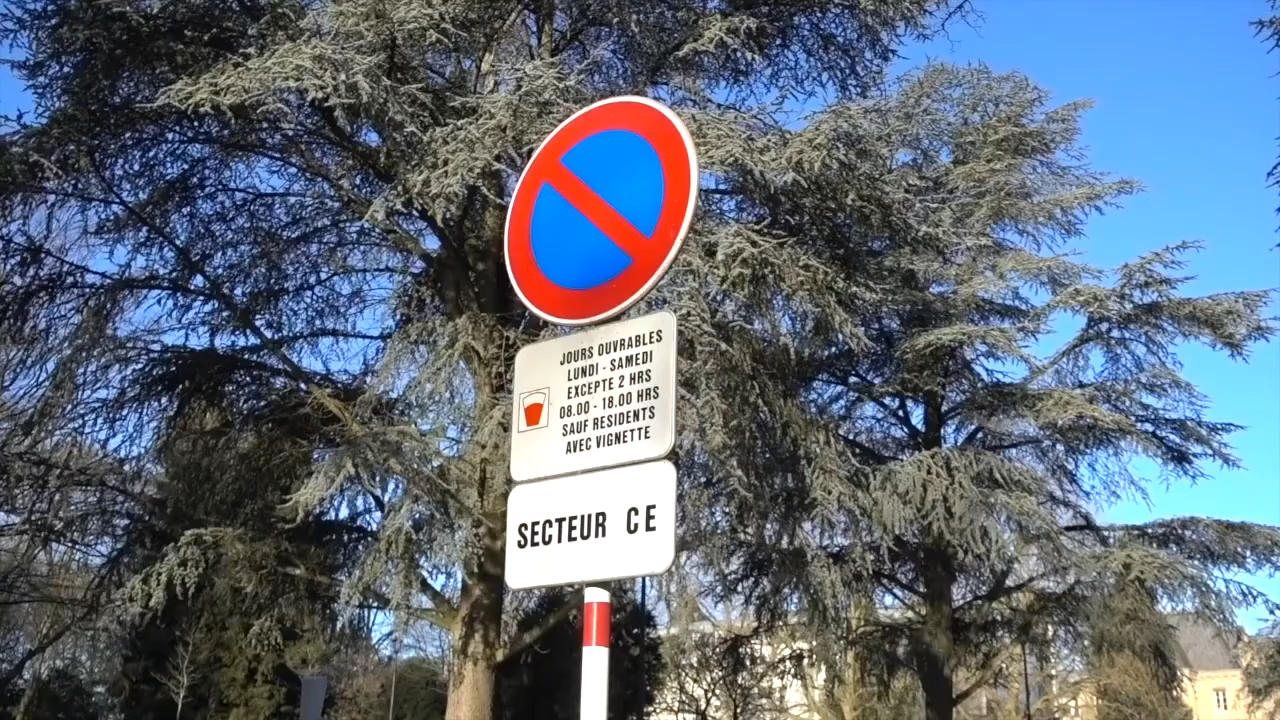 JOURS OUVRABLES
LUNDI - SAMEDI
EXCEPTE 2 HRS
08.00 - 18.00 HRS
SAUF RESIDENTS
AVEC VIGNETTE
SECTEUR CE